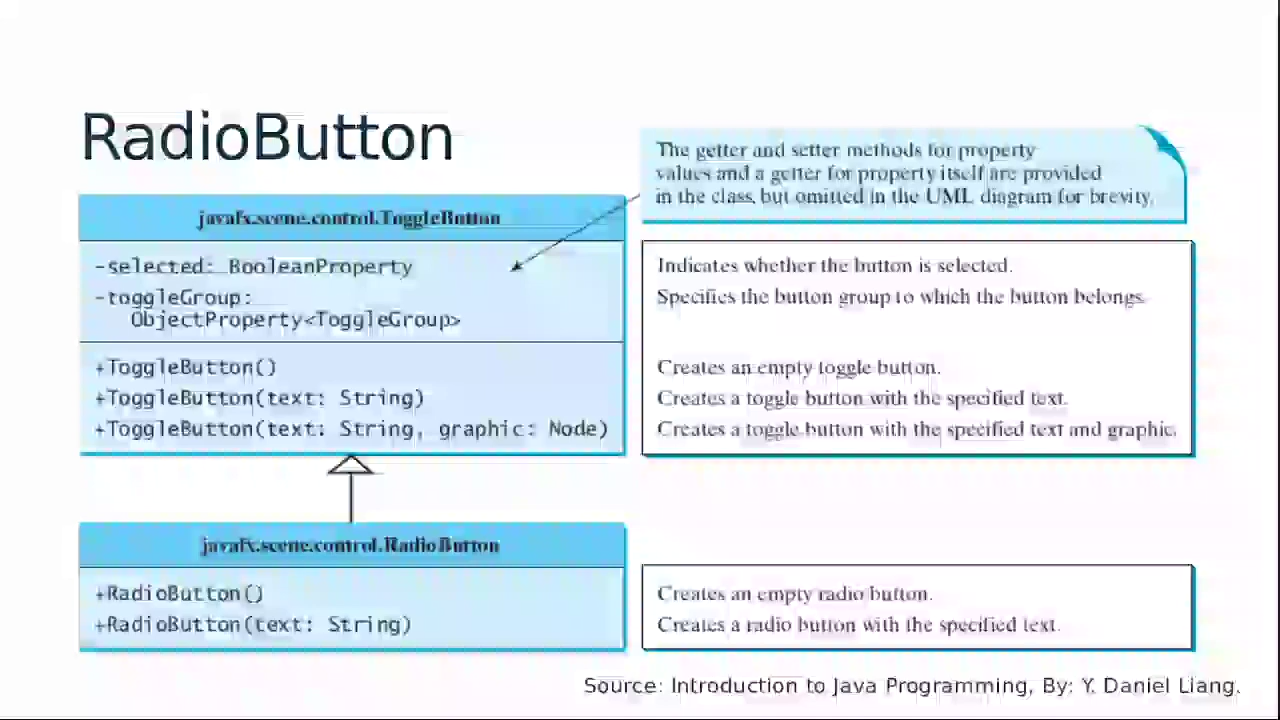 RadioButton
The getter and setter methods for property
values and a getter for property itself are provided
in the class, but omitted in the UML diagram for brevity.
javafx.scene.control.ToggleButton
-selected: BooleanProperty
-toggleGroup:
ObjectProperty<ToggleGroup>
Indicates whether the button is selected.
Specifies the button group to which the button belongs.
+ToggleButton()
+ToggleButton(text: String)
+ToggleButton(text: String, graphic: Node)
Creates an empty toggle button.
Creates a toggle button with the specified text.
Creates a toggle button with the specified text and graphic.
javafx.scene.control.RadioButton
+RadioButton()
+RadioButton(text: String)
Creates an empty radio button.
Creates a radio button with the specified text.
Source: Introduction to Java Programming, By: Y. Daniel Liang.